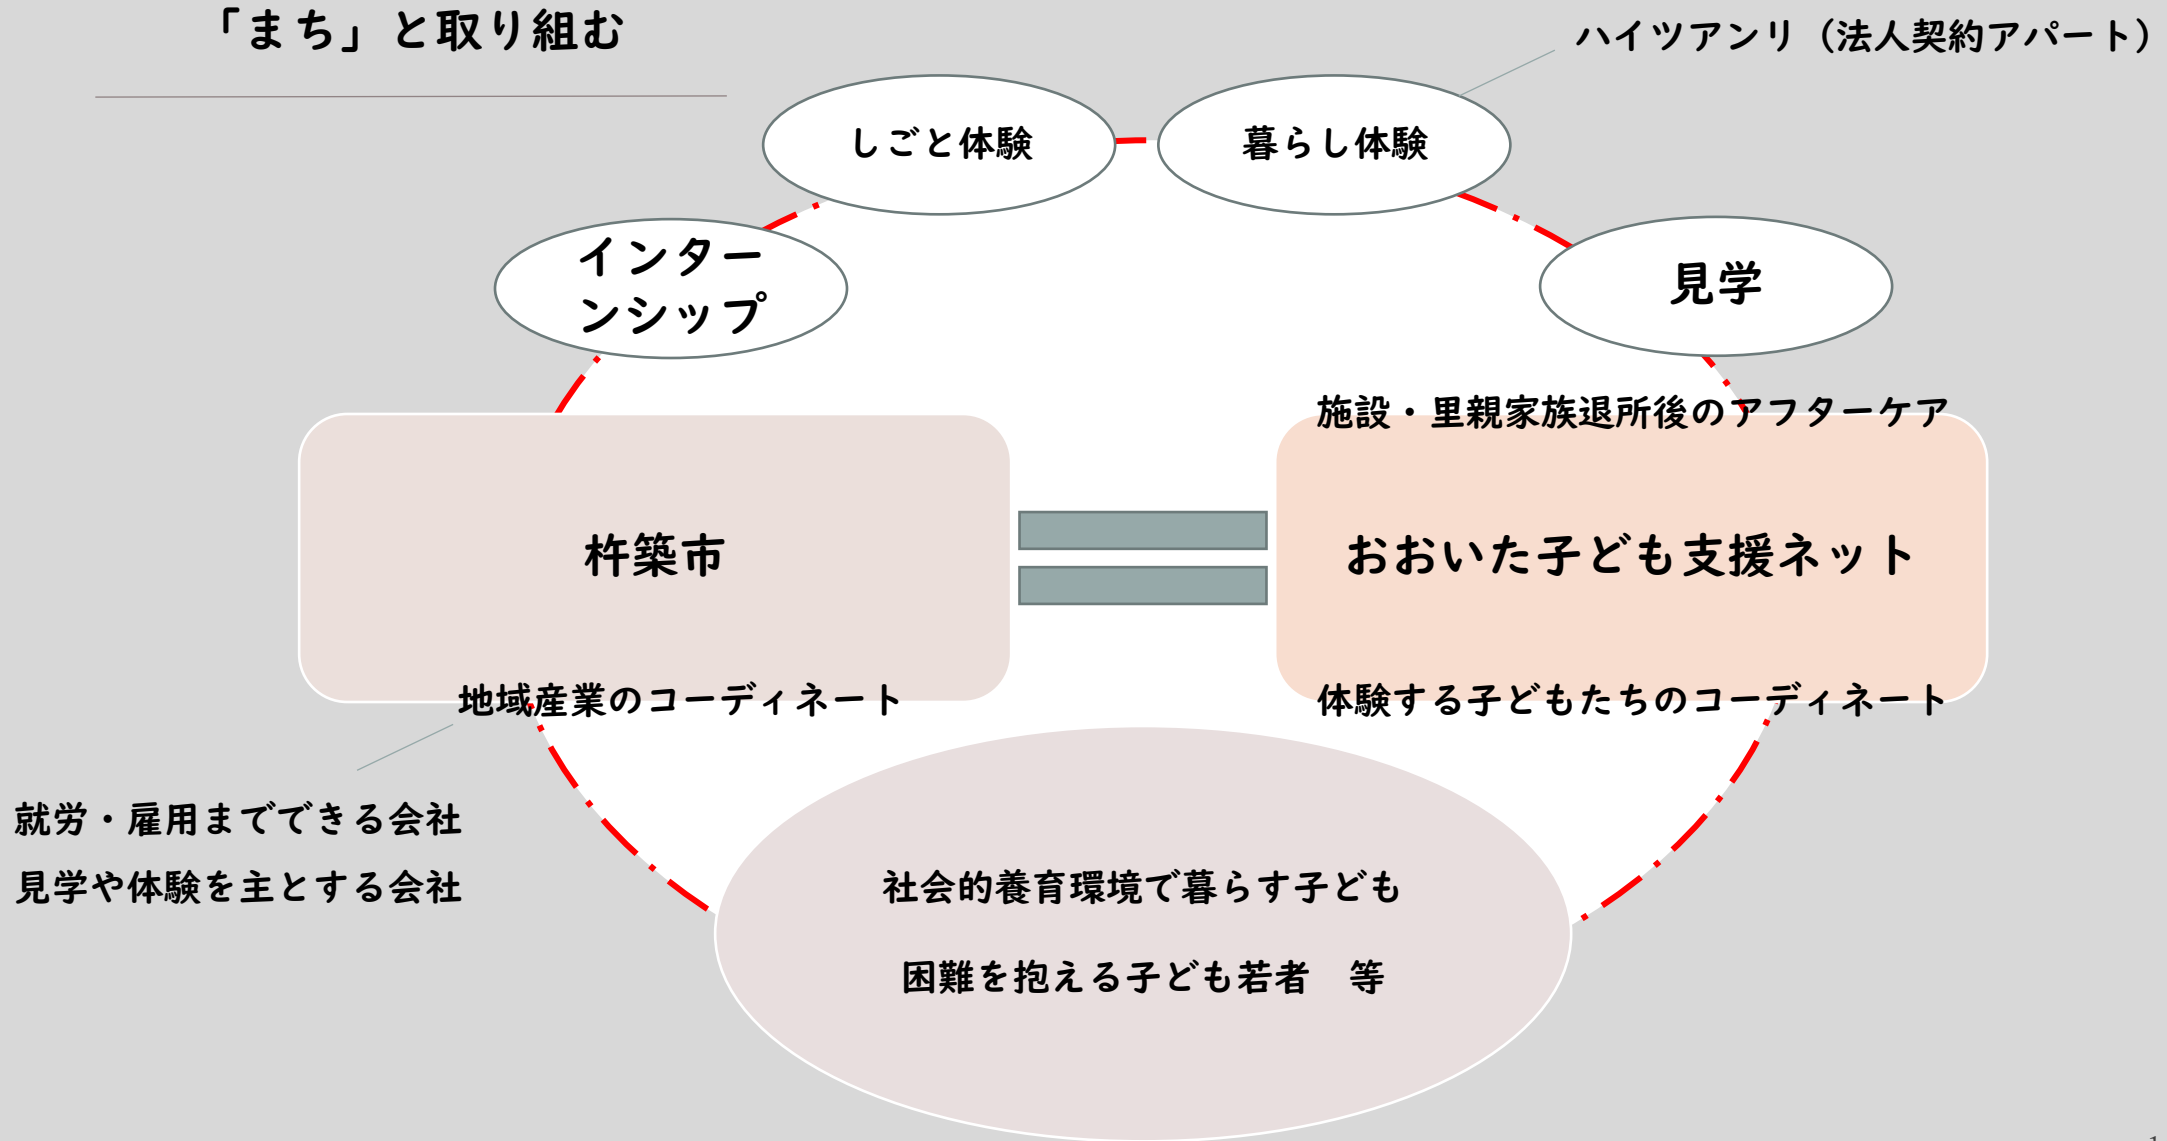 「まち」と取り組む
ハイツアンリ（法人契約アパート）
しごと体験
暮らし体験
インター
ンシップ
見学
施設・里親家族退所後のアフターケア
杵築市
おおいた子ども支援ネット
地域産業のコーディネート
体験する子どもたちのコーディネート
就労・雇用までできる会社
見学や体験を主とする会社
社会的養育環境で暮らす子ども
困難を抱える子ども若者　等